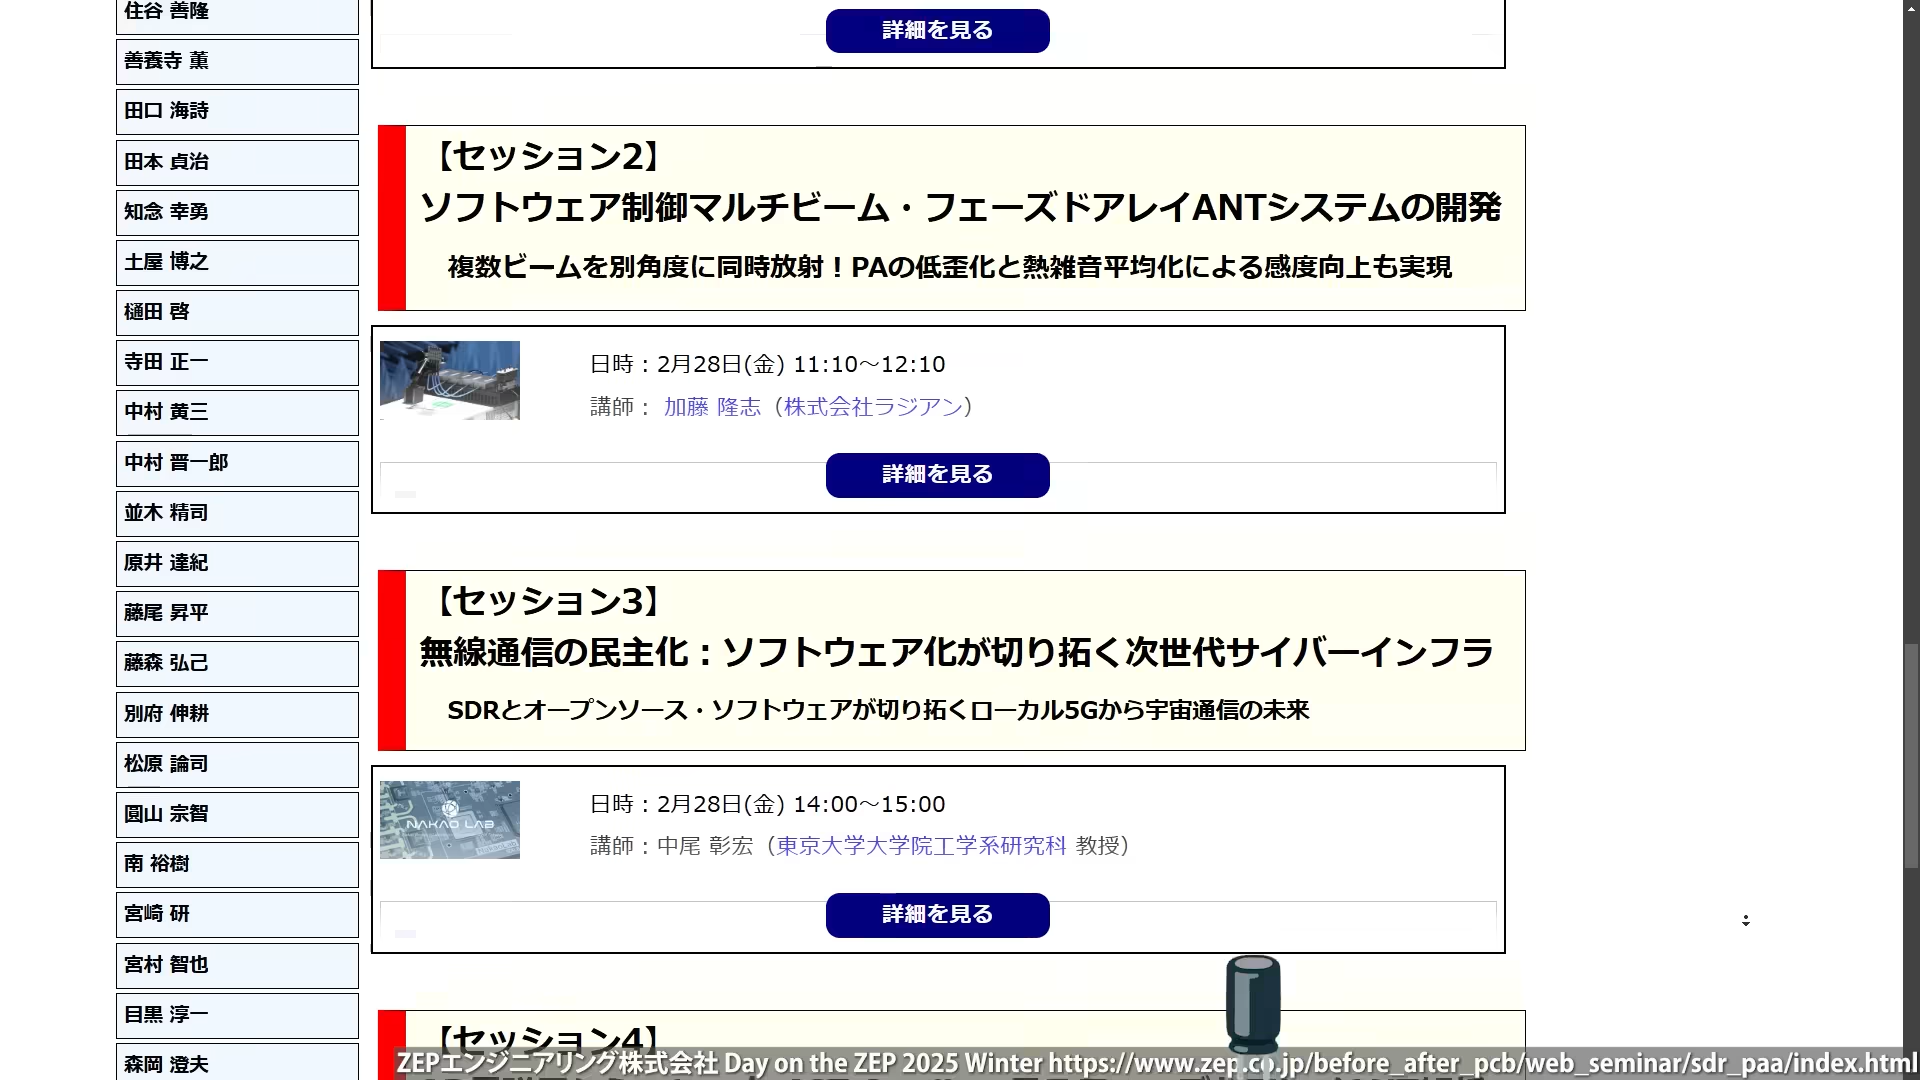 住谷 善隆
善養寺 薫
田口 海詩
田本 貞治
知念 幸勇
土屋 博之
樋田 啓
寺田 正一
中村 黄三
中村 晋一郎
並木 精司
原井 達紀
藤尾 昇平
藤森 弘己
別府 伸耕
松原 諭司
圓山 宗智
南 裕樹
宮崎 研
宮村 智也
目黒 淳一
森岡 澄夫
詳細を見る
【セッション2】
ソフトウェア制御マルチビーム・フェーズドアレイANTシステムの開発
複数ビームを別角度に同時放射！PAの低歪化と熱雑音平均化による感度向上も実現
日時：2月28日(金) 11:10～12:10
講師： 加藤 隆志（株式会社ラジアン）
詳細を見る
【セッション3】
無線通信の民主化：ソフトウェア化が切り拓く次世代サイバーインフラ
SDRとオープンソース・ソフトウェアが切り拓くローカル5Gから宇宙通信の未来
NAKAO LAB
日時：2月28日(金) 14:00～15:00
講師：中尾 彰宏（東京大学大学院工学系研究科 教授）
詳細を見る
【セッション4】
ZEPエンジニアリング株式会社 Day on the ZEP 2025 Winter https://www.zep.co.jp/before_after_pcb/web_seminar/sdr_paa/index.html